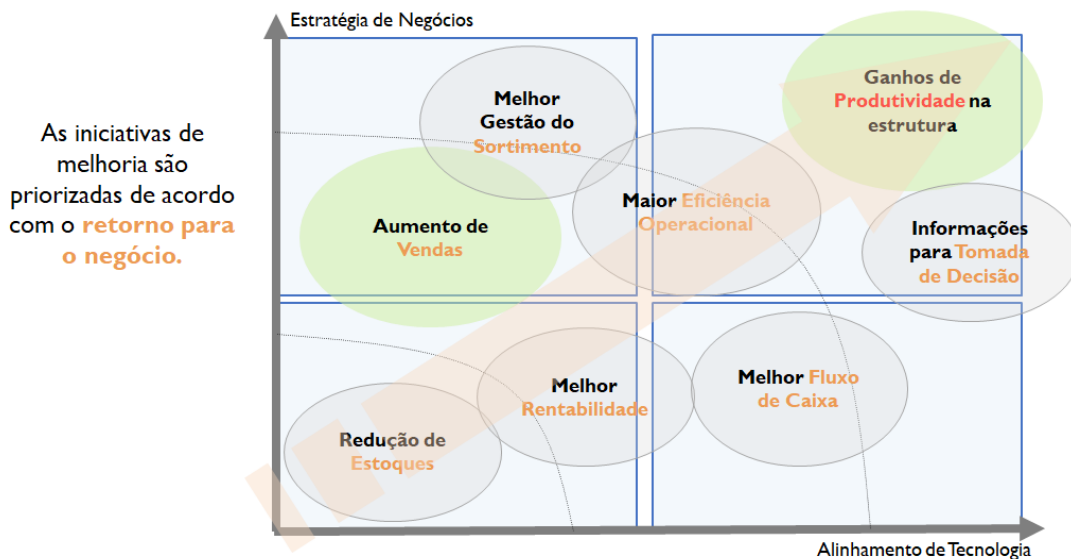 Estratégia de Negócios
As iniciativas de
melhoria são
priorizadas de acordo
com o retorno para
o negócio.
Melhor
Gestão do
Sortimento
Ganhos de
Produtividade na
estrutura
Aumento de
Vendas
Maior Eficiência
Operacional
Informações
para Tomada
de Decisão
Melhor
Rentabilidade
Melhor Fluxo
de Caixa
Redução de
Estoques
Alinhamento de Tecnologia